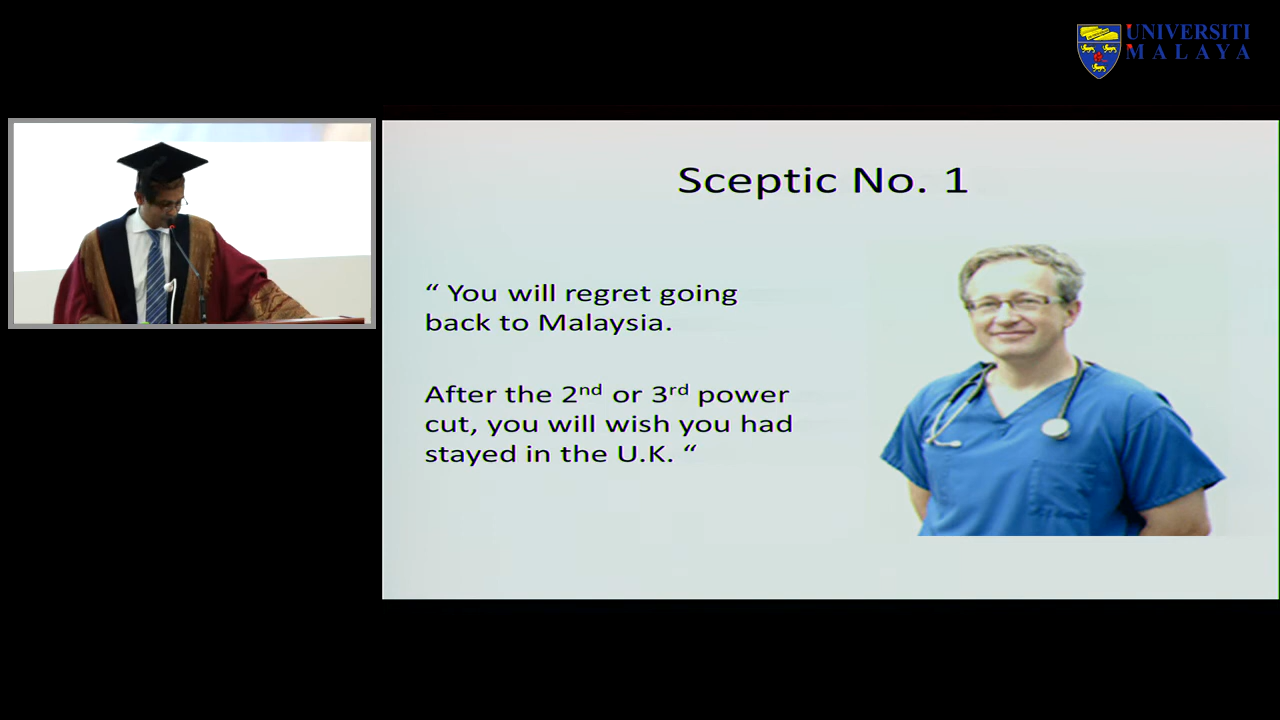 UNIVERSITI
MALAYA
Sceptic No. 1
“ You will regret going
back to Malaysia.
After the 2nd or 3rd power
cut, you will wish you had
stayed in the U.K. “